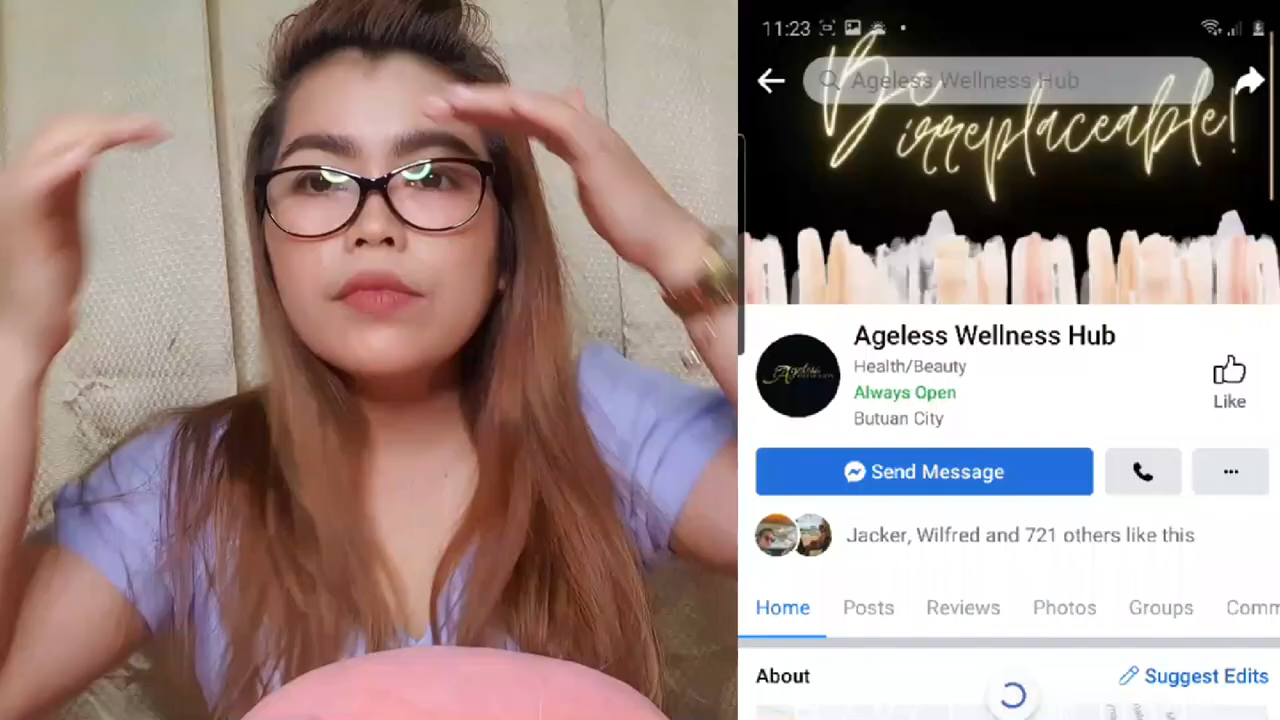 11:23
Ageless Wellness Hub
Be
irreplaceable!
Ageless Wellness Hub
Health/Beauty
Always Open
Butuan City
Like
Ageless
Send Message
Jacker, Wilfred and 721 others like this
Home Posts Reviews Photos Groups Comm
About
Suggest Edits